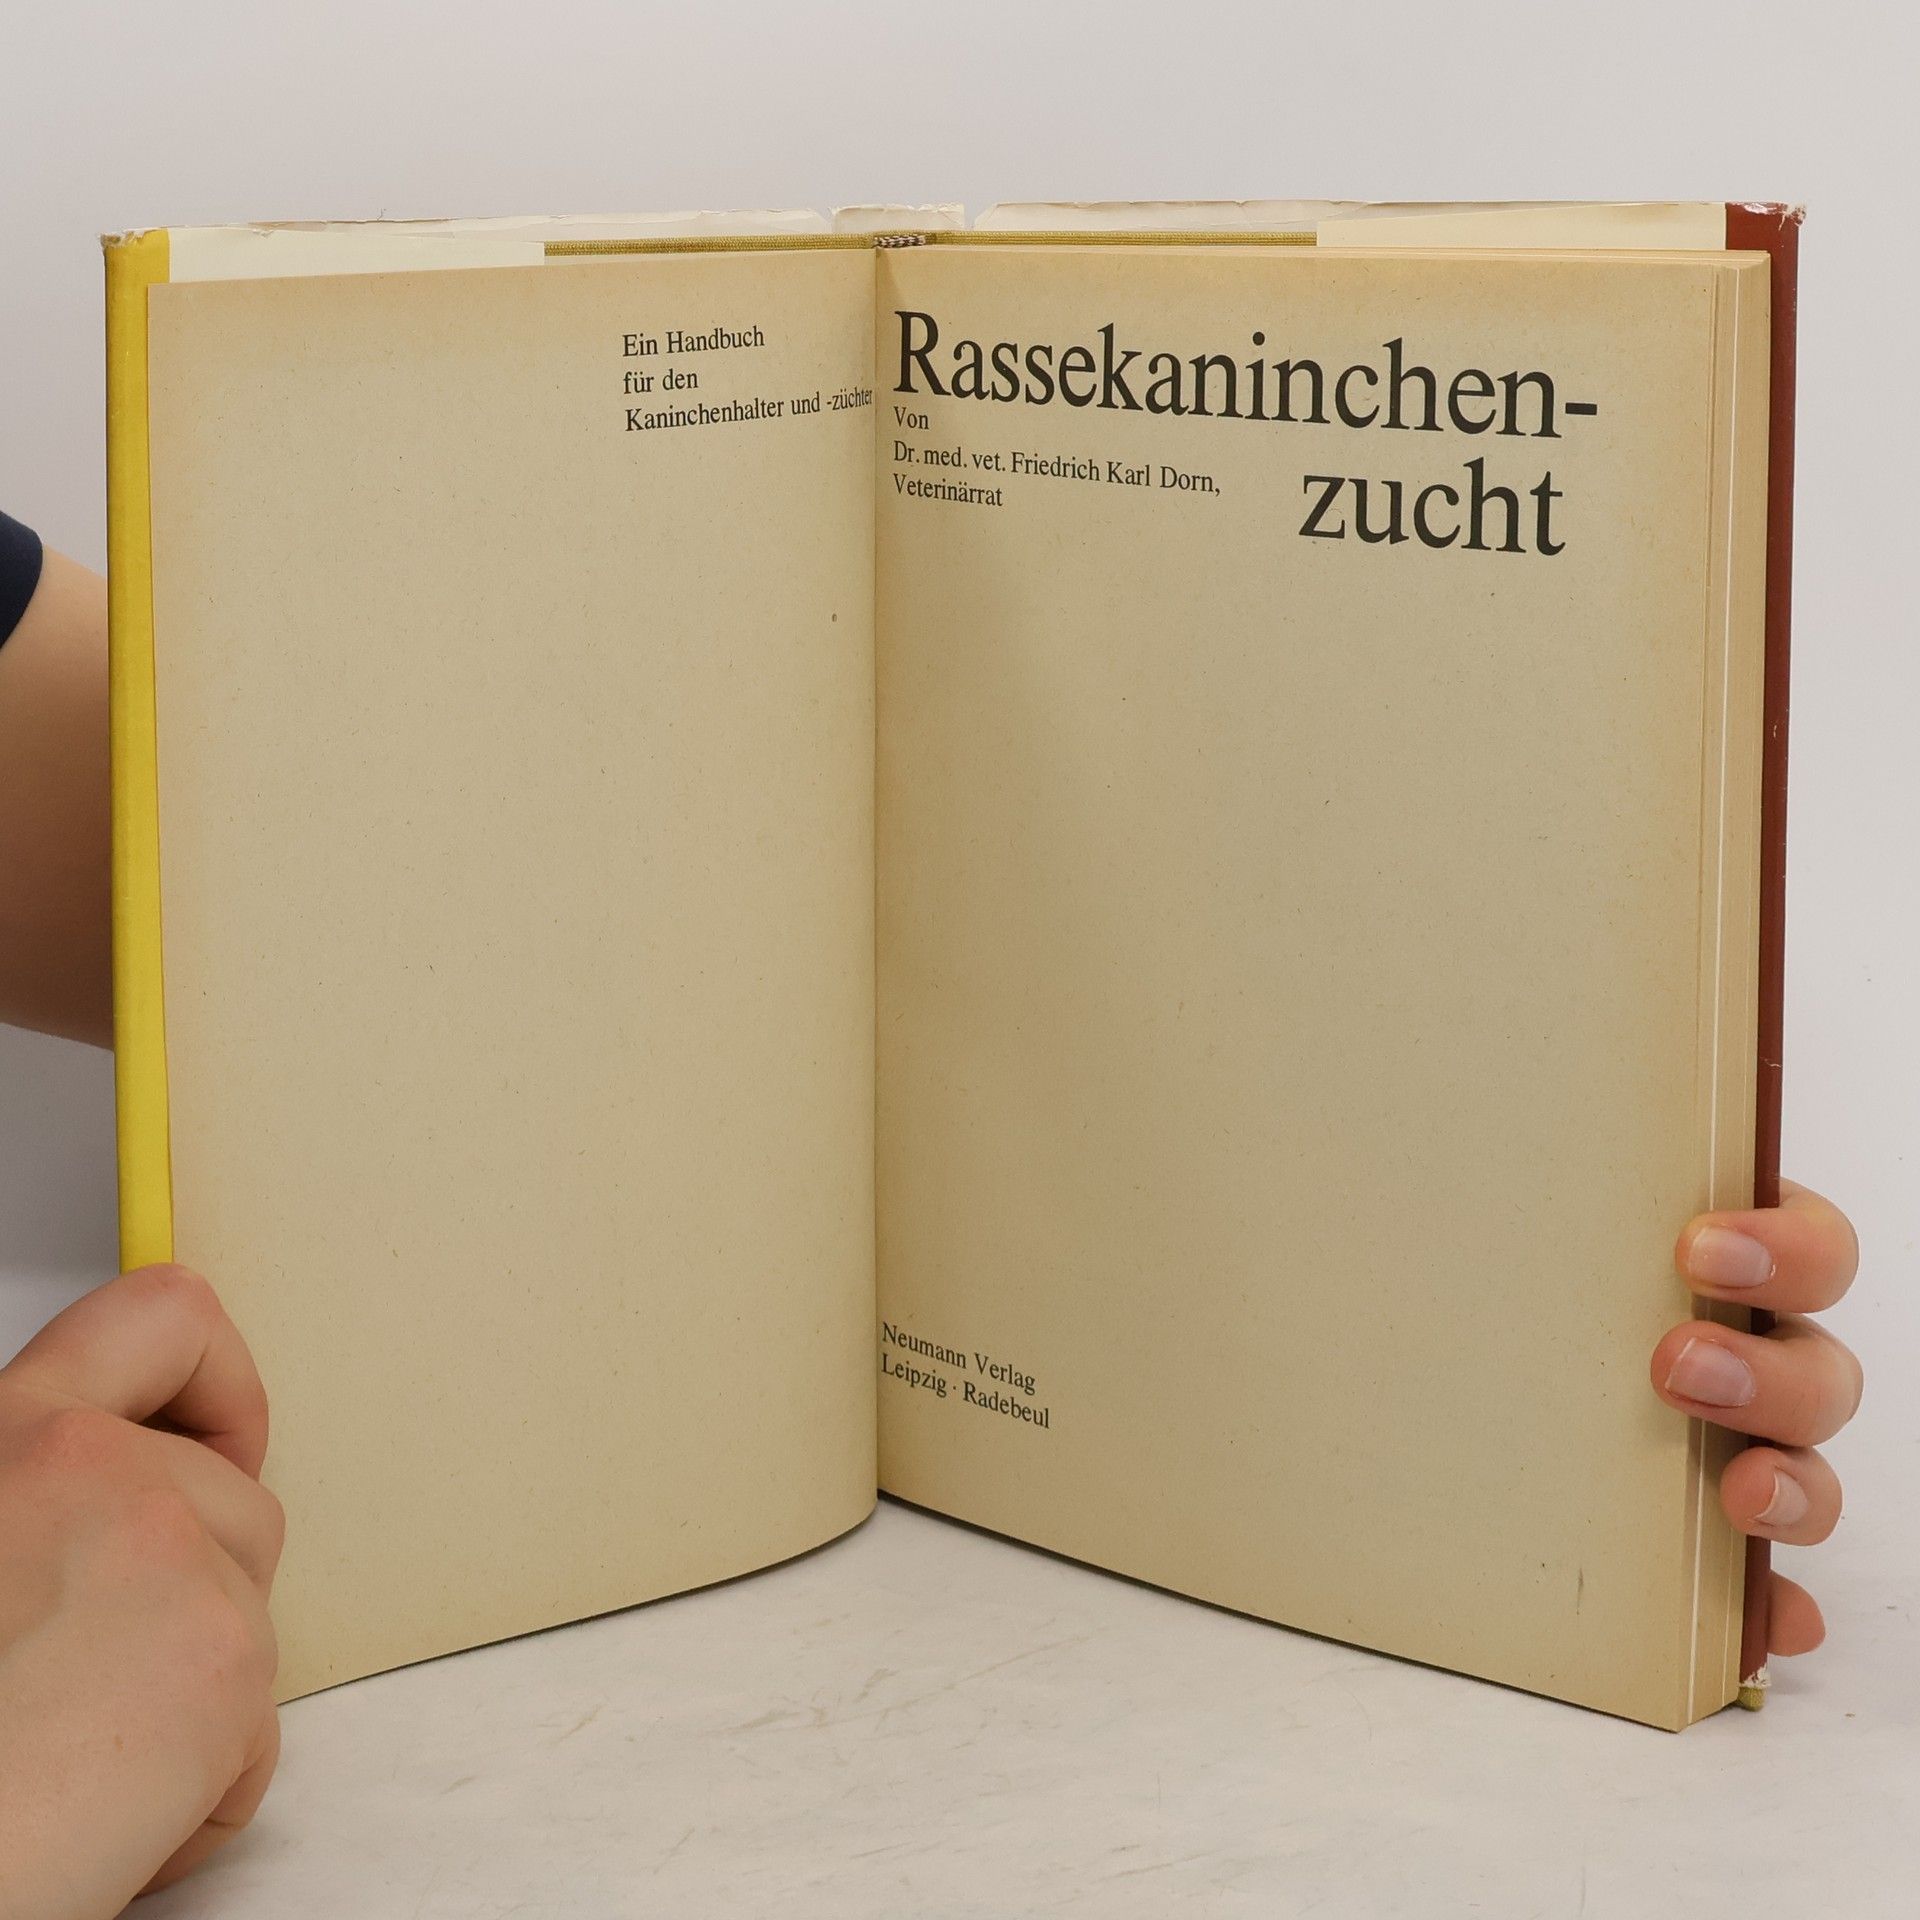 Ein Handbuch
für den
Kaninchenhalter und -züchter
Rassekaninchen-
zucht
Von
Dr. med. vet. Friedrich Karl Dorn,
Veterinärrat
Neumann Verlag
Leipzig · Radebeul